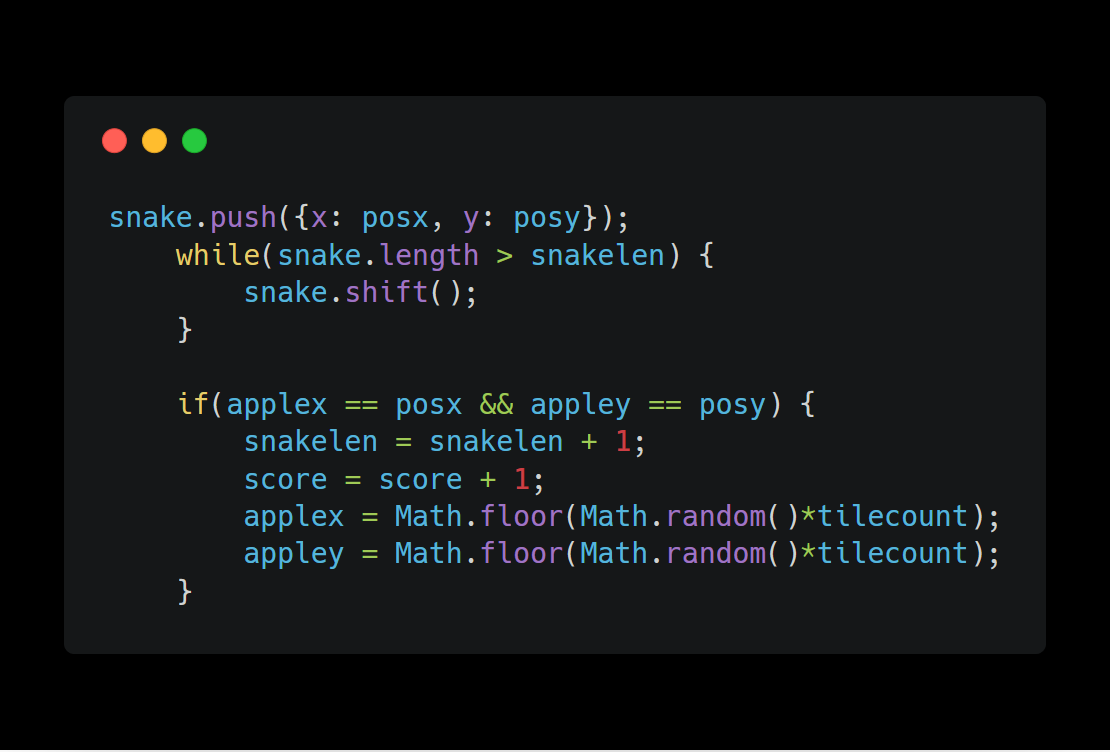 snake.push({x: posx, y: posy});
    while(snake.length > snakelen) {
        snake.shift();
    }

    if(applex == posx && appley == posy) {
        snakelen = snakelen + 1;
        score = score + 1;
        applex = Math.floor(Math.random()*tilecount);
        appley = Math.floor(Math.random()*tilecount);
    }